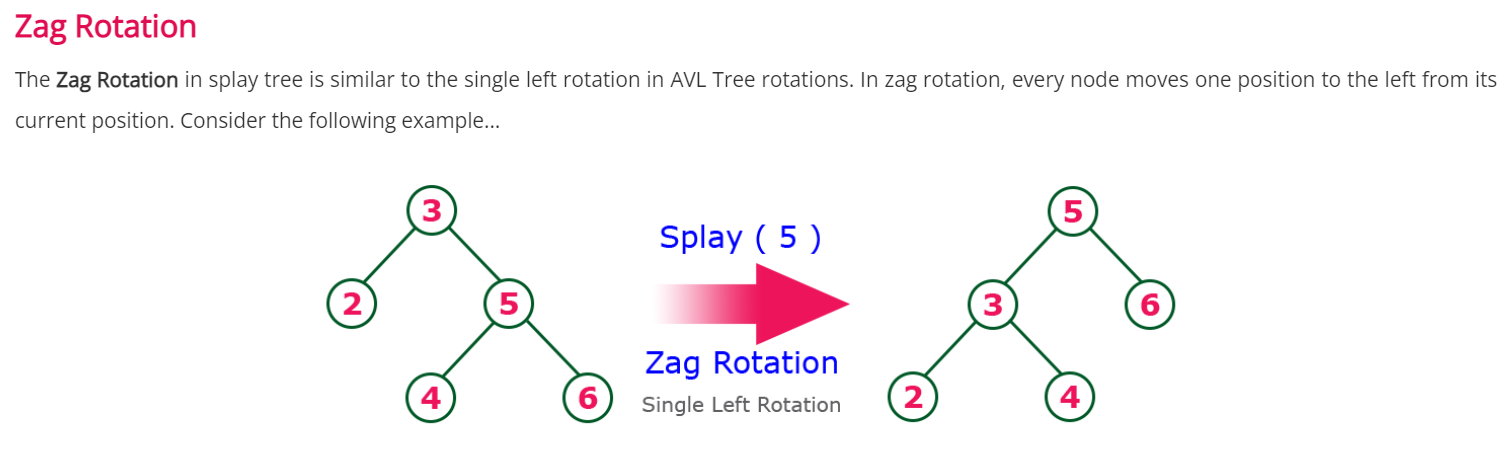 Zag Rotation
The Zag Rotation in splay tree is similar to the single left rotation in AVL Tree rotations. In zag rotation, every node moves one position to the left from its
current position. Consider the following example...
3
2
5
4
6
Splay ( 5 )
Zag Rotation
Single Left Rotation
5
3
6
2
4